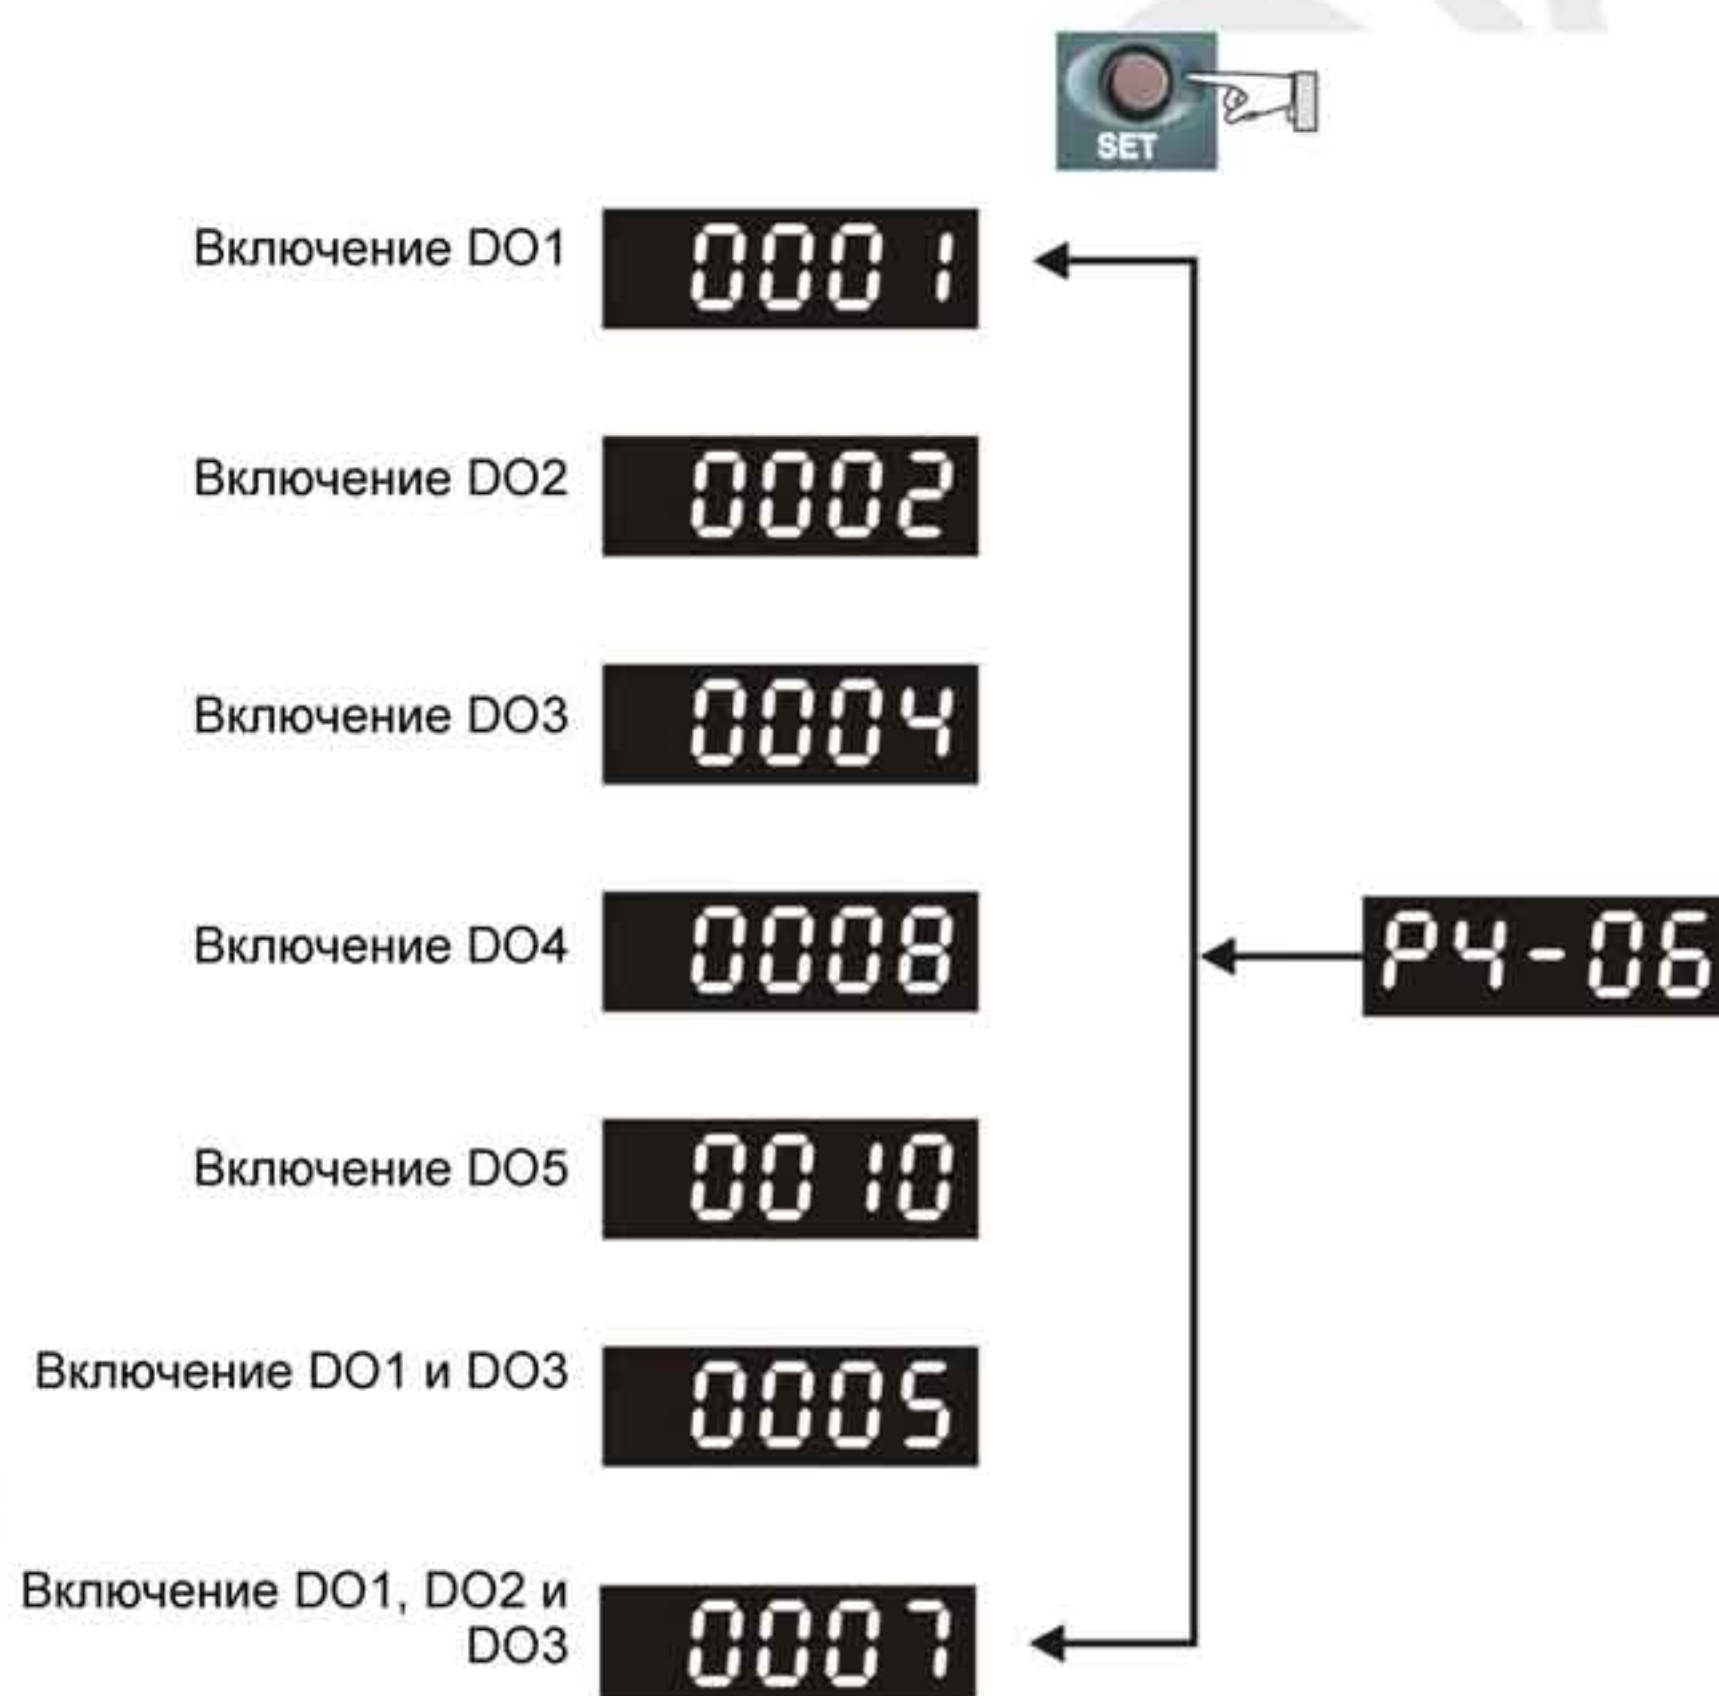 SET
Включение DO1 0001
Включение DO2 0002
Включение DO3 0004
Включение DO4 0008
P4-06
Включение DO5 0010
Включение DO1 и DO3 0005
Включение DO1, DO2 и
DO3 0007